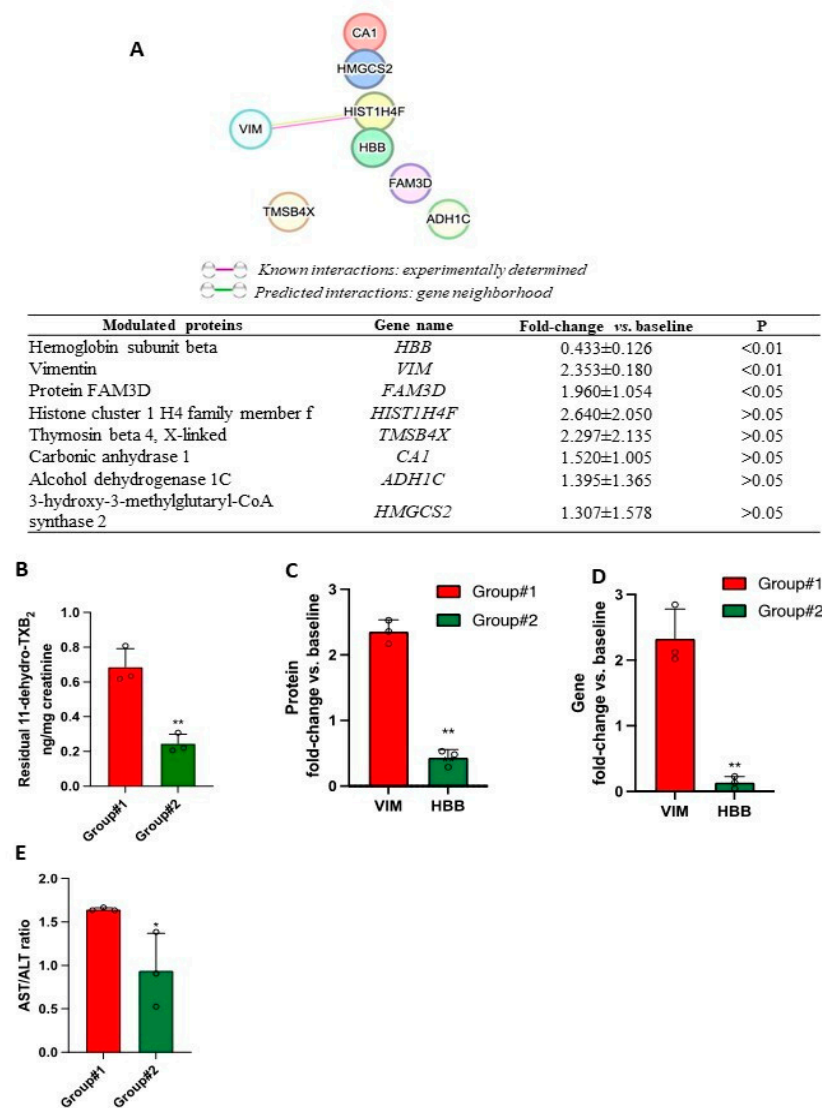 A
CA1
HMGCS2
HIST1H4F
VIM
HBB
FAM3D
TMSB4X
ADH1C
Known interactions: experimentally determined
Predicted interactions: gene neighborhood
Modulated proteins Gene name Fold-change vs. baseline P
Hemoglobin subunit beta HBB 0.433±0.126 <0.01
Vimentin VIM 2.353±0.180 <0.01
Protein FAM3D FAM3D 1.960±1.054 <0.05
Histone cluster 1 H4 family member f HIST1H4F 2.640±2.050 >0.05
Thymosin beta 4, X-linked TMSB4X 2.297±2.135 >0.05
Carbonic anhydrase 1 CA1 1.520±1.005 >0.05
Alcohol dehydrogenase 1C ADH1C 1.395±1.365 >0.05
3-hydroxy-3-methylglutaryl-CoA
synthase 2 HMGCS2 1.307±1.578 >0.05
B
Residual 11-dehydro-TXB2
ng/mg creatinine
1.0
0.8
0.6
0.4
0.2
0.0
**
Group#1
Group#2
C
Protein
fold-change vs. baseline
3
2
1
0
Group#1
Group#2
**
VIM
HBB
D
Gene
fold-change vs. baseline
3
2
1
0
Group#1
Group#2
**
VIM
HBB
E
AST/ALT ratio
2.0
1.5
1.0
0.5
0.0
*
Group#1
Group#2